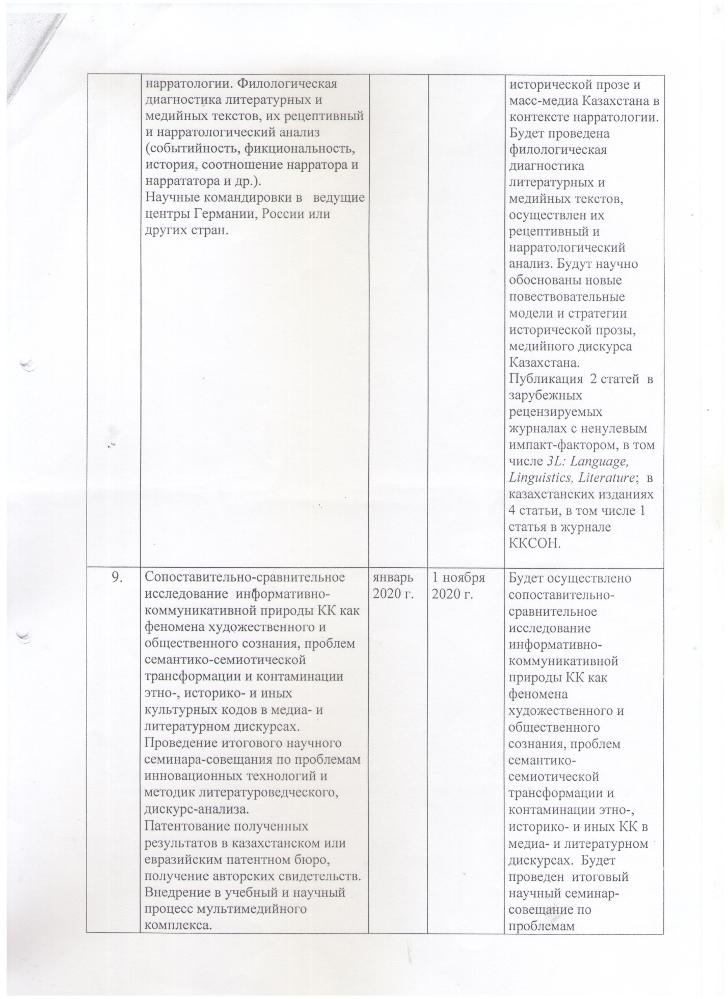 нарратологии. Филологическая
диагностика литературных и
медийных текстов, их рецептивный
и нарратологический анализ
(событийность, фикциональность,
история, соотношение нарратора и
наррататора и др.).
Научные командировки в ведущие
центры Германии, России или
других стран.
исторической прозе и
масс-медиа Казахстана в
контексте нарратологии.
Будет проведена
филологическая
диагностика
литературных и
медийных текстов,
осуществлен их
рецептивный и
нарратологический
анализ. Будут научно
обоснованы новые
повествовательные
модели и стратегии
исторической прозы,
медийного дискурса
Казахстана.
Публикация 2 статей в
зарубежных
рецензируемых
журналах с ненулевым
импакт-фактором, в том
числе 3L: Language,
Linguistics, Literature; в
казахстанских изданиях
4 статьи, в том числе 1
статья в журнале
ККСОН.
9.
Сопоставительно-сравнительное
исследование информативно-
коммуникативной природы КК как
феномена художественного и
общественного сознания, проблем
семантико-семиотической
трансформации и контаминации
этно-, историко- и иных
культурных кодов в медиа- и
литературном дискурсах.
Проведение итогового научного
семинара-совещания по проблемам
инновационных технологий и
методик литературоведческого,
дискурс-анализа.
Патентование полученных
результатов в казахстанском или
евразийским патентном бюро,
получение авторских свидетельств.
Внедрение в учебный и научный
процесс мультимедийного
комплекса.
январь
2020 г.
1 ноября
2020 г.
Будет осуществлено
сопоставительно-
сравнительное
исследование
информативно-
коммуникативной
природы КК как
феномена
художественного и
общественного
сознания, проблем
семантико-
семиотической
трансформации и
контаминации этно-,
историко- и иных КК в
медиа- и литературном
дискурсах. Будет
проведен итоговый
научный семинар-
совещание по
проблемам